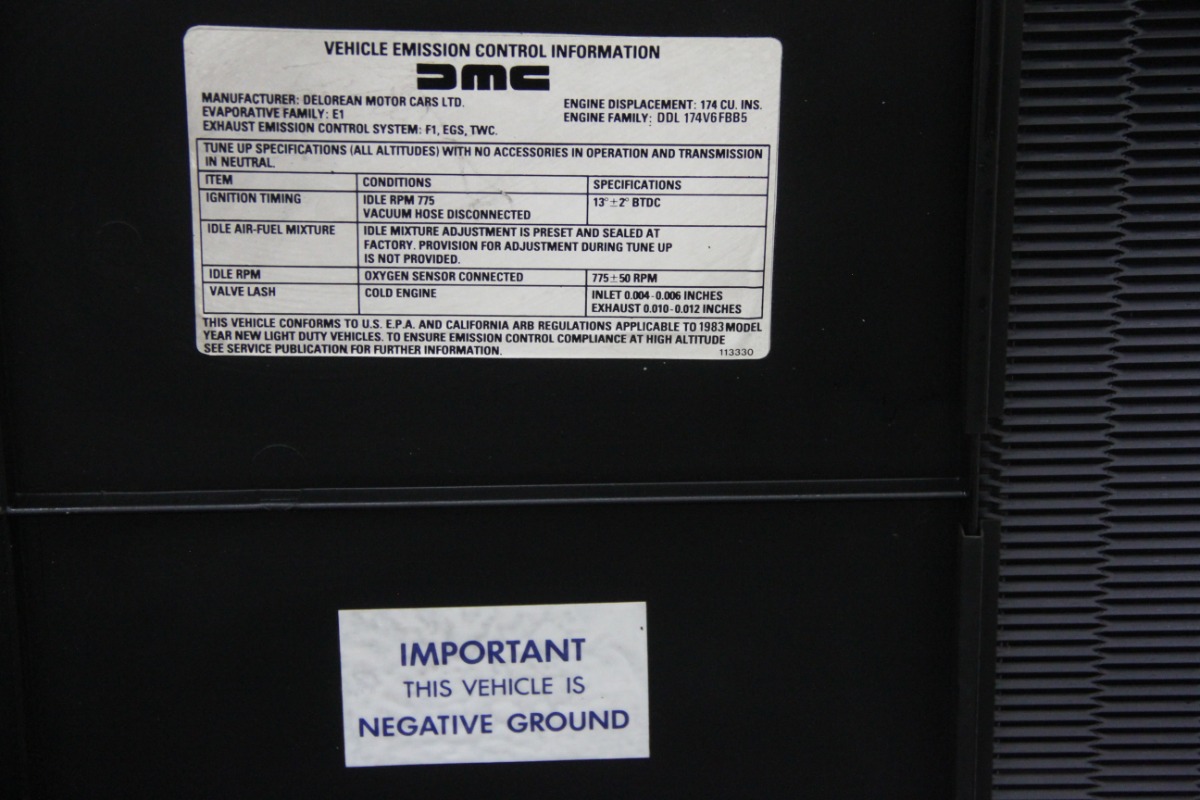 VEHICLE EMISSION CONTROL INFORMATION
DMC
MANUFACTURER: DELOREAN MOTOR CARS LTD.
EVAPORATIVE FAMILY: E1
EXHAUST EMISSION CONTROL SYSTEM: F1, EGS, TWC.
ENGINE DISPLACEMENT: 174 CU. INS.
ENGINE FAMILY: DDL 174V6FBB5
TUNE UP SPECIFICATIONS (ALL ALTITUDES) WITH NO ACCESSORIES IN OPERATION AND TRANSMISSION
IN NEUTRAL.
ITEM CONDITIONS SPECIFICATIONS
IGNITION TIMING IDLE RPM 775 13°±2° BTDC
VACUUM HOSE DISCONNECTED
IDLE AIR-FUEL MIXTURE IDLE MIXTURE ADJUSTMENT IS PRESET AND SEALED AT
FACTORY. PROVISION FOR ADJUSTMENT DURING TUNE UP
IS NOT PROVIDED.
IDLE RPM OXYGEN SENSOR CONNECTED 775±50 RPM
VALVE LASH COLD ENGINE INLET 0.004-0.006 INCHES
EXHAUST 0.010-0.012 INCHES
THIS VEHICLE CONFORMS TO U.S. E.P.A. AND CALIFORNIA ARB REGULATIONS APPLICABLE TO 1983 MODEL
YEAR NEW LIGHT DUTY VEHICLES. TO ENSURE EMISSION CONTROL COMPLIANCE AT HIGH ALTITUDE
SEE SERVICE PUBLICATION FOR FURTHER INFORMATION.
113330
IMPORTANT
THIS VEHICLE IS
NEGATIVE GROUND